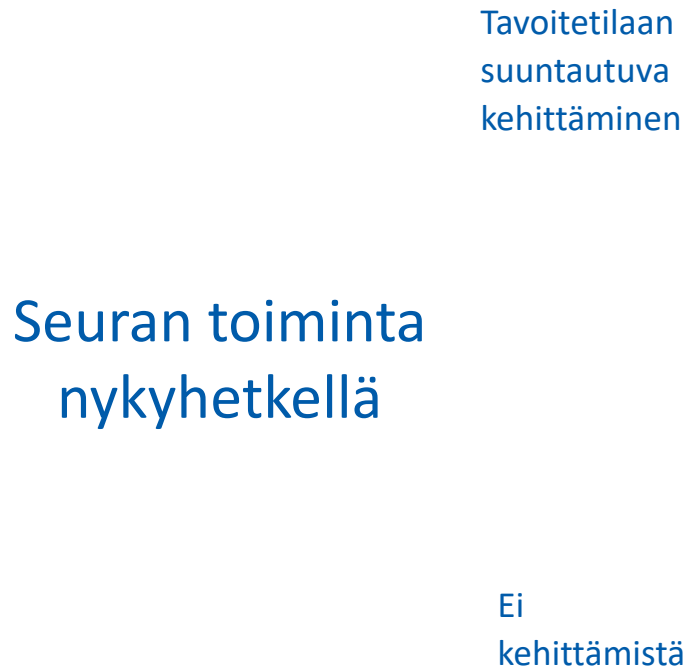 Tavoitetilaan
suuntautuva
kehittäminen
Seuran toiminta
nykyhetkellä
Ei
kehittämistä